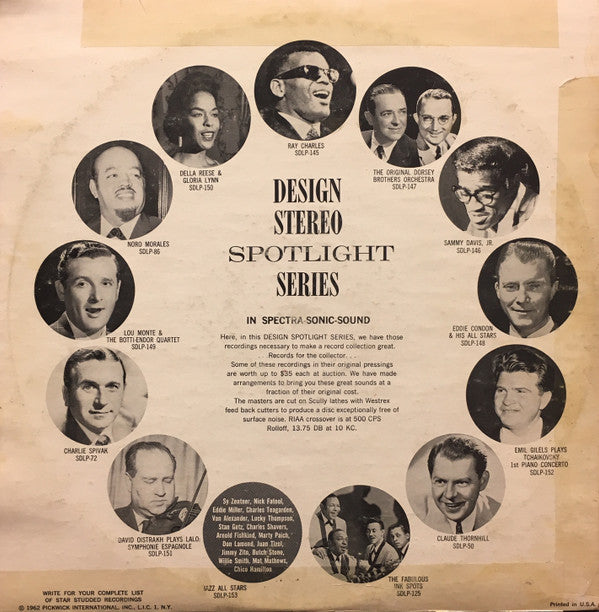 RAY CHARLES
SDLP-145
DELLA REESE &
GLORIA LYNN
SDLP-150
THE ORIGINAL DORSEY
BROTHERS ORCHESTRA
SDLP-147
NORO MORALES
SDLP-86
SAMMY DAVIS, JR.
SDLP-146
DESIGN
STEREO
SPOTLIGHT
SERIES
LOU MONTE &
THE BOTTI-ENDOR QUARTET
SDLP-149
EDDIE CONDON
& HIS ALL STARS
SDLP-148
IN SPECTRA-SONIC-SOUND
Here, in this DESIGN SPOTLIGHT SERIES, we have those
recordings necessary to make a record collection great.
. . . Records for the collector. . .
Some of these recordings in their original pressings
are worth up to $35 each at auction. We have made
arrangements to bring you these great sounds at a
fraction of their original cost.
The masters are cut on Scully lathes with Westrex
feed back cutters to produce a disc exceptionally free of
surface noise. RIAA crossover is at 500 CPS
Rolloff, 13.75 DB at 10 KC.
CHARLIE SPIVAK
SDLP-72
EMIL GILELS PLAYS
TCHAIKOVSKY
1st PIANO CONCERTO
SDLP-152
DAVID OISTRAKH PLAYS LALO:
SYMPHONIE ESPAGNOLE
SDLP-151
Sy Zentner, Nick Fatool,
Eddie Miller, Charles Teagarden,
Van Alexander, Lucky Thompson,
Stan Getz, Charles Shavers,
Arnold Fishkind, Marty Paich,
Don Lamond, Juan Tizol,
Jimmy Zito, Butch Stone,
Willie Smith, Mat Mathews,
Chico Hamilton
JAZZ ALL STARS
SDLP-153
THE FABULOUS
INK SPOTS
SDLP-125
CLAUDE THORNHILL
SDLP-50
WRITE FOR YOUR COMPLETE LIST
OF STAR STUDDED RECORDINGS
© 1962 PICKWICK INTERNATIONAL, INC., L.I.C. 1, N.Y.
Printed in U.S.A.